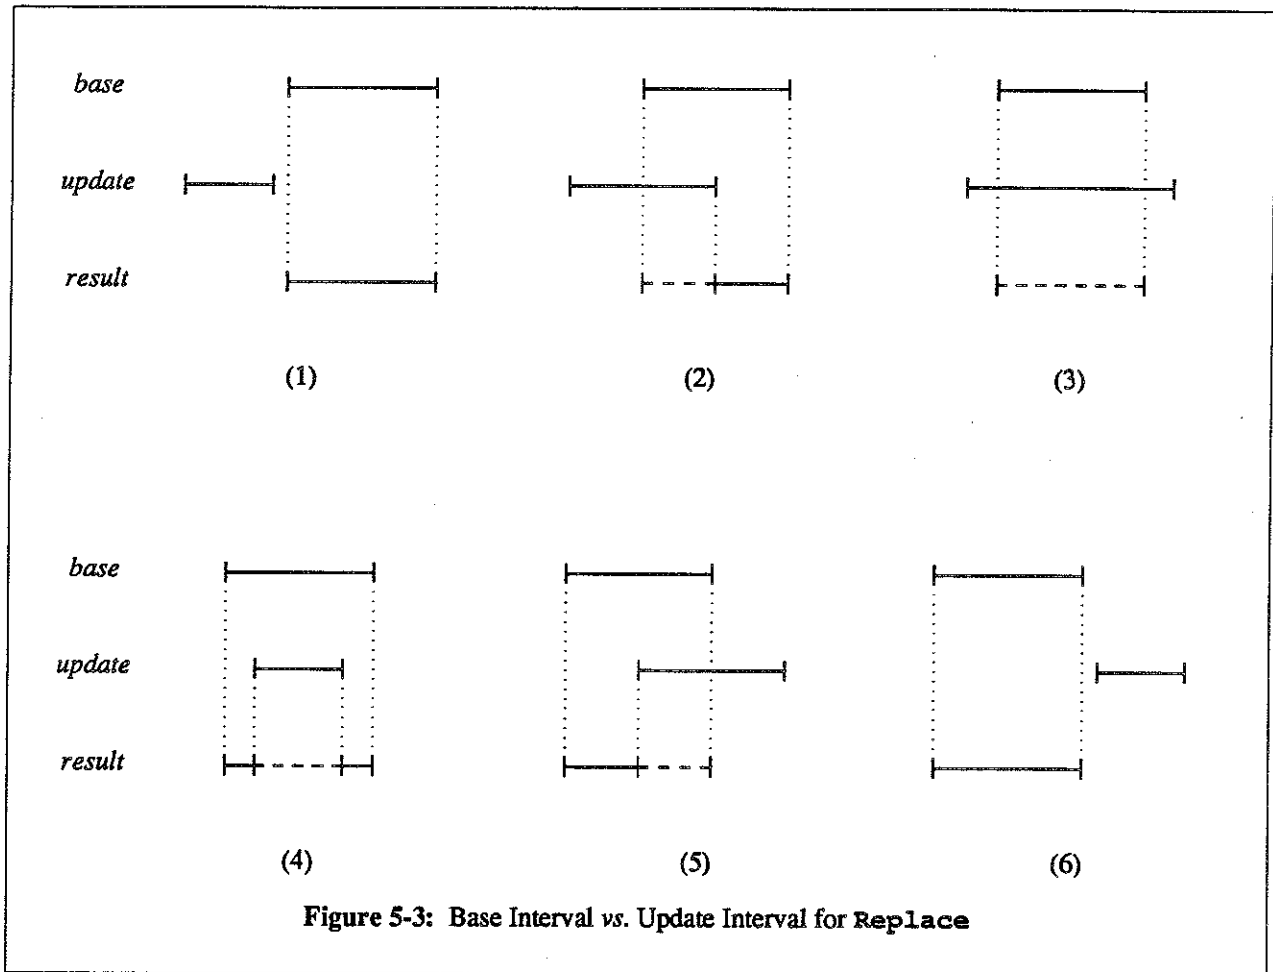 base
update
result
(1) (2) (3)
base
update
result
(4) (5) (6)
Figure 5-3: Base Interval vs. Update Interval for Replace